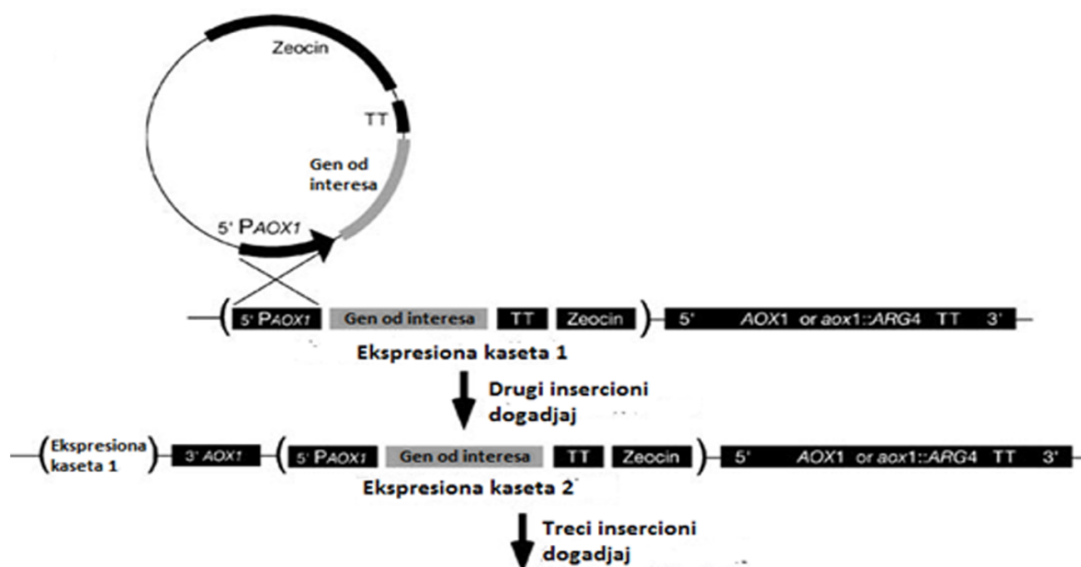 Zeocin
TT
Gen od
interesa
5' PAOX1
( 5' PAOX1 Gen od interesa TT Zeocin ) 5' AOX1 or aox1::ARG4 TT 3'
Ekspresiona kaseta 1
Drugi insercioni
dogadjaj
(Ekspresiona
kaseta 1) 3' AOX1 ( 5' PAOX1 Gen od interesa TT Zeocin ) 5' AOX1 or aox1::ARG4 TT 3'
Ekspresiona kaseta 2
Treci insercioni
dogadjaj